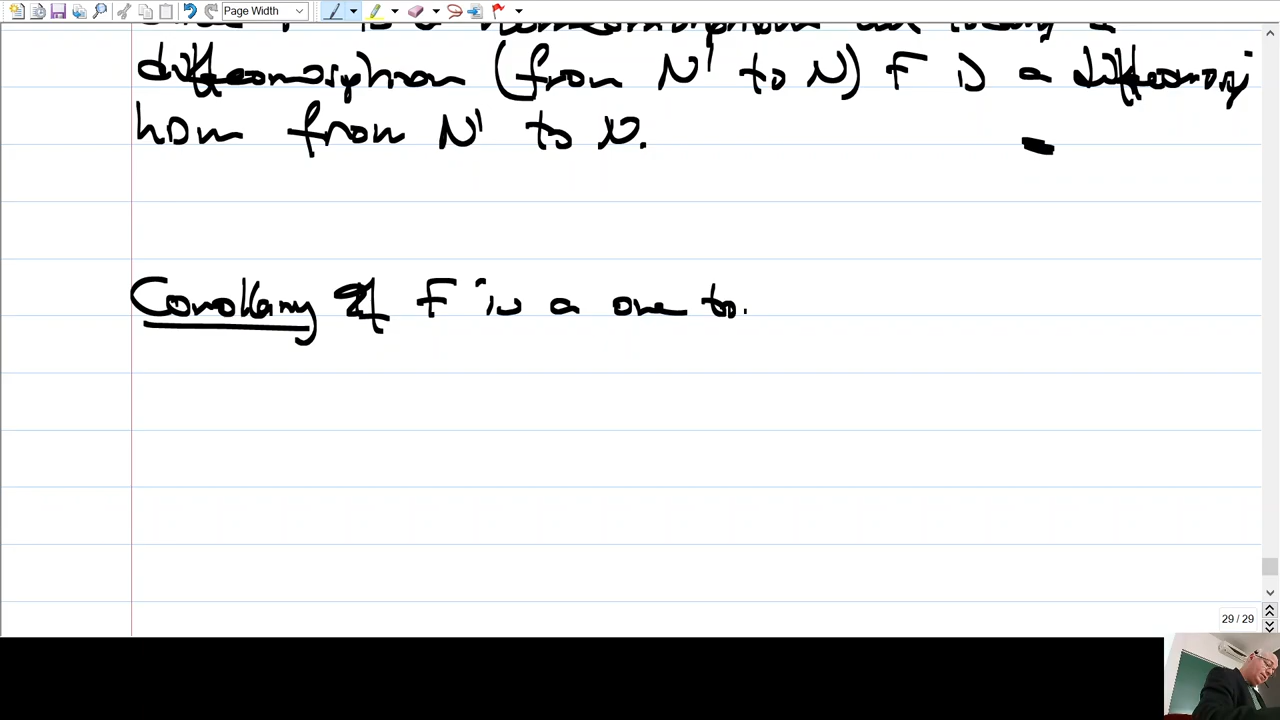 Page Width
diffeomorphism (from N' to N) F is a diffeomorp
hism from N' to N.
Corollary If F is a one to.
29 / 29